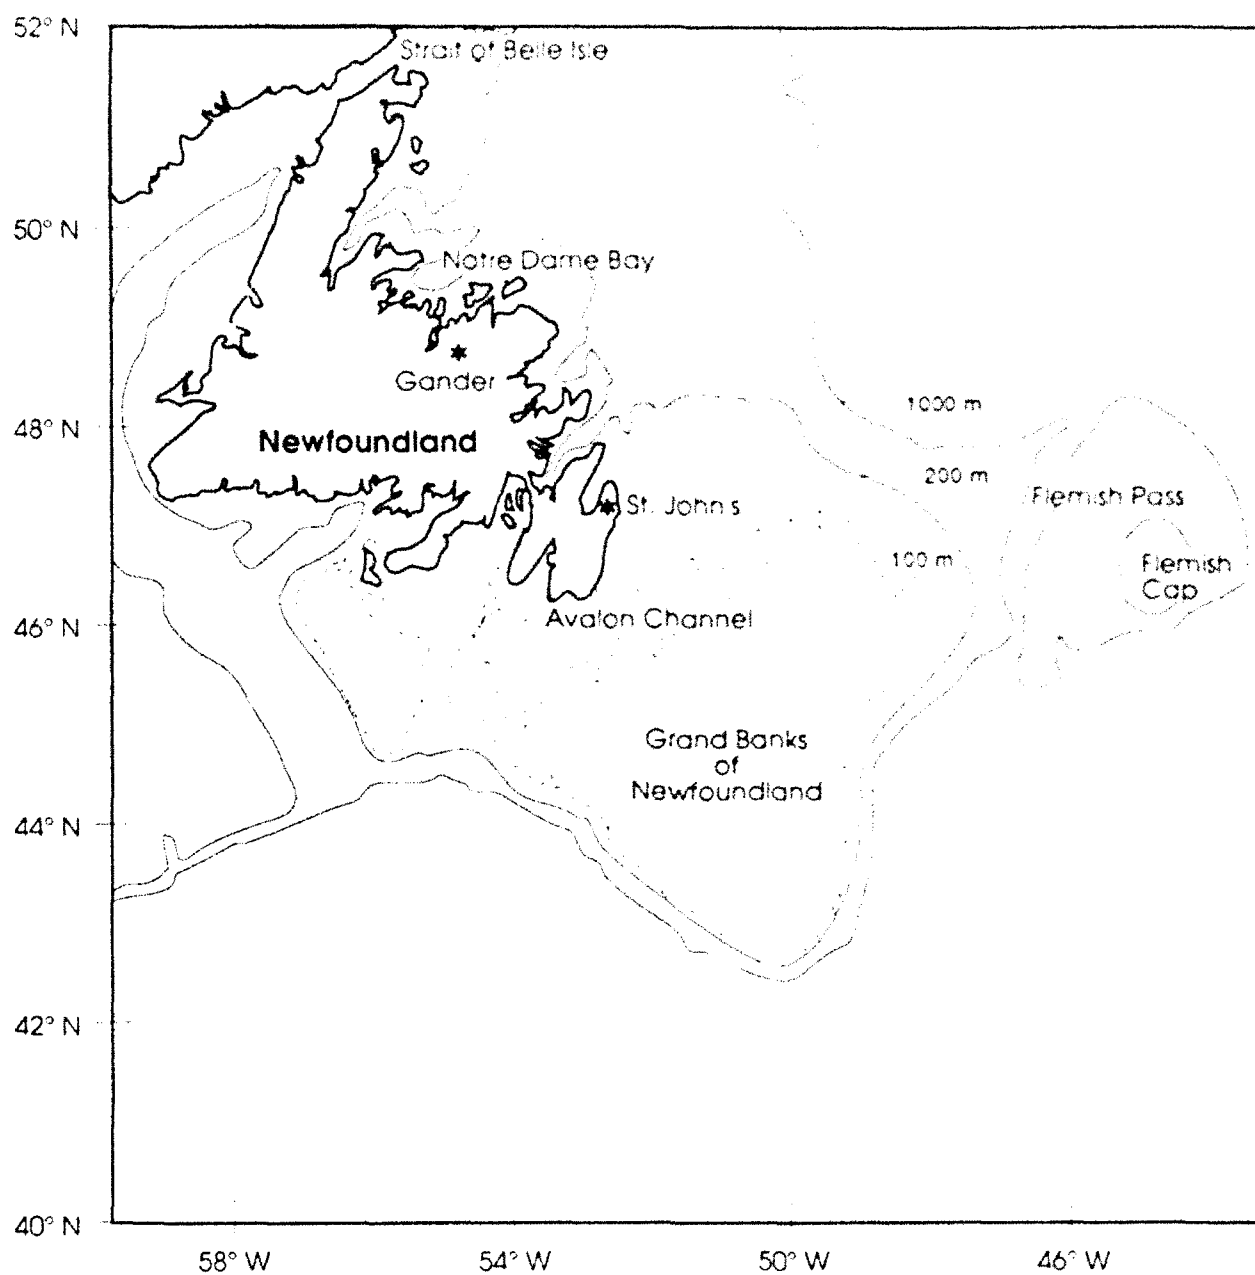 52° N
Strait of Belle Isle
50° N
Notre Dame Bay
Gander
1000 m
48° N
Newfoundland
200 m
Flemish Pass
St. John's
100 m
Flemish
Cap
46° N
Avalon Channel
Grand Banks
of
Newfoundland
44° N
42° N
40° N
58° W
54° W
50° W
46° W